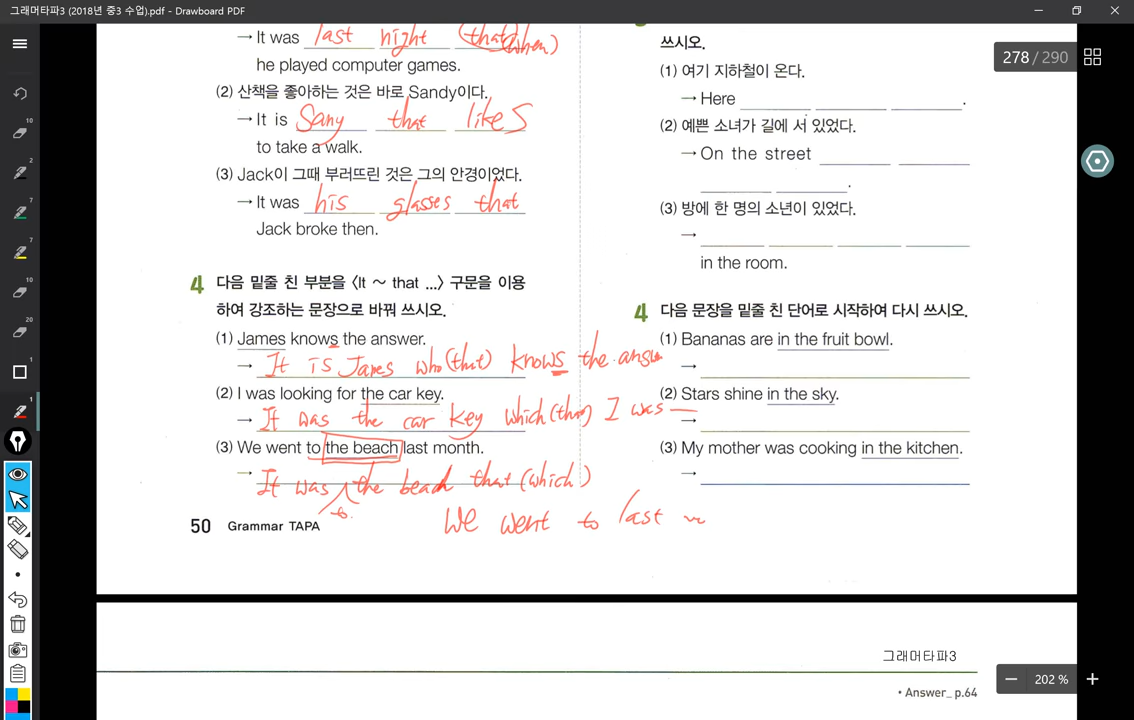 그래머타파3 (2018년 중3 수업).pdf - Drawboard PDF
278 / 290
→ It was last night (that)(when)
he played computer games.
(2) 산책을 좋아하는 것은 바로 Sandy이다.
→ It is Sany that likes
to take a walk.
(3) Jack이 그때 부러뜨린 것은 그의 안경이었다.
→ It was his glasses that
Jack broke then.
4 다음 밑줄 친 부분을 〈It ~ that ...〉 구문을 이용
하여 강조하는 문장으로 바꿔 쓰시오.
(1) James knows the answer.
→ It is James who (that) knows the
(2) I was looking for the car key.
→ It was the car key which (that) I was
(3) We went to the beach last month.
→ It was the beach that (which)
to
We went to last
50 Grammar TAPA
쓰시오.
(1) 여기 지하철이 온다.
→ Here .
(2) 예쁜 소녀가 길에 서 있었다.
→ On the street
.
(3) 방에 한 명의 소년이 있었다.
→
in the room.
4 다음 문장을 밑줄 친 단어로 시작하여 다시 쓰시오.
(1) Bananas are in the fruit bowl.
→
(2) Stars shine in the sky.
→
(3) My mother was cooking in the kitchen.
→
그래머타파3
• Answer_ p.64
202 %
10
2
7
7
10
20
1
1